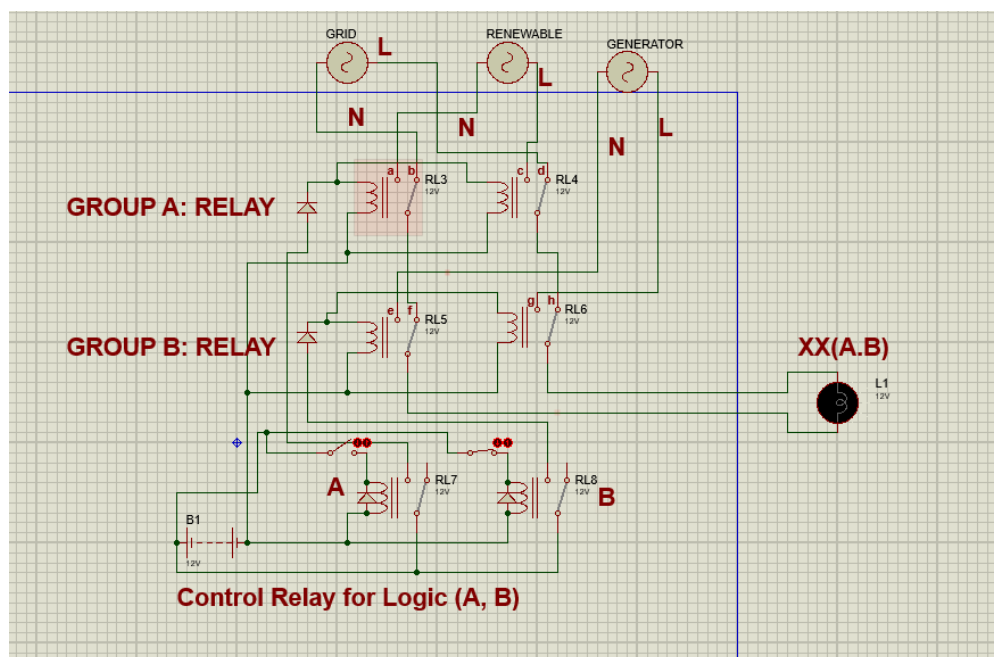 GRID
L
RENEWABLE
GENERATOR
L
N
N
N
L
a
b
RL3
12V
c
d
RL4
12V
GROUP A: RELAY
e
f
RL5
12V
g
h
RL6
12V
GROUP B: RELAY
XX(A.B)
L1
12V
A
RL7
12V
RL8
12V
B
B1
12V
Control Relay for Logic (A, B)